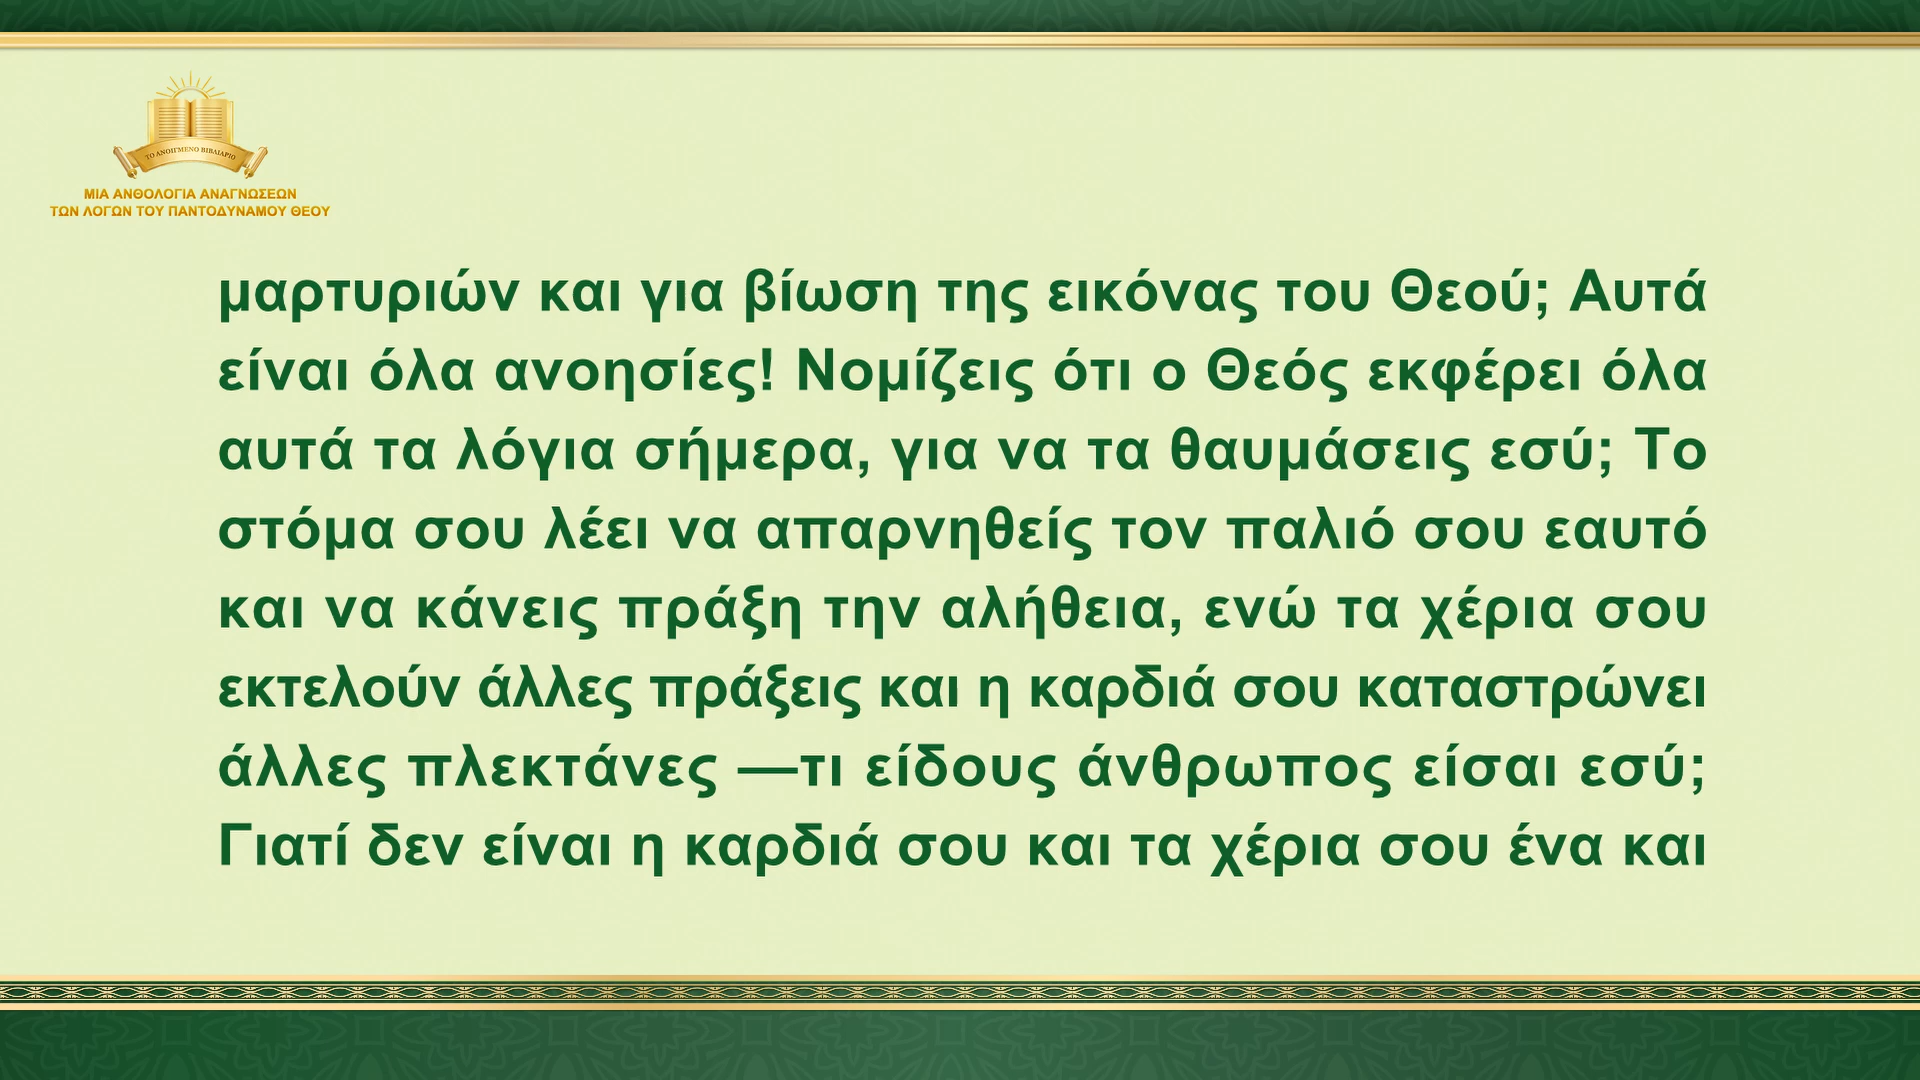 ΤΟ ΑΝΟΙΓΜΕΝΟ ΒΙΒΛΙΑΡΙΟ
ΜΙΑ ΑΝΘΟΛΟΓΙΑ ΑΝΑΓΝΩΣΕΩΝ
ΤΩΝ ΛΟΓΩΝ ΤΟΥ ΠΑΝΤΟΔΥΝΑΜΟΥ ΘΕΟΥ
μαρτυριών και για βίωση της εικόνας του Θεού; Αυτά
είναι όλα ανοησίες! Νομίζεις ότι ο Θεός εκφέρει όλα
αυτά τα λόγια σήμερα, για να τα θαυμάσεις εσύ; Το
στόμα σου λέει να απαρνηθείς τον παλιό σου εαυτό
και να κάνεις πράξη την αλήθεια, ενώ τα χέρια σου
εκτελούν άλλες πράξεις και η καρδιά σου καταστρώνει
άλλες πλεκτάνες —τι είδους άνθρωπος είσαι εσύ;
Γιατί δεν είναι η καρδιά σου και τα χέρια σου ένα και